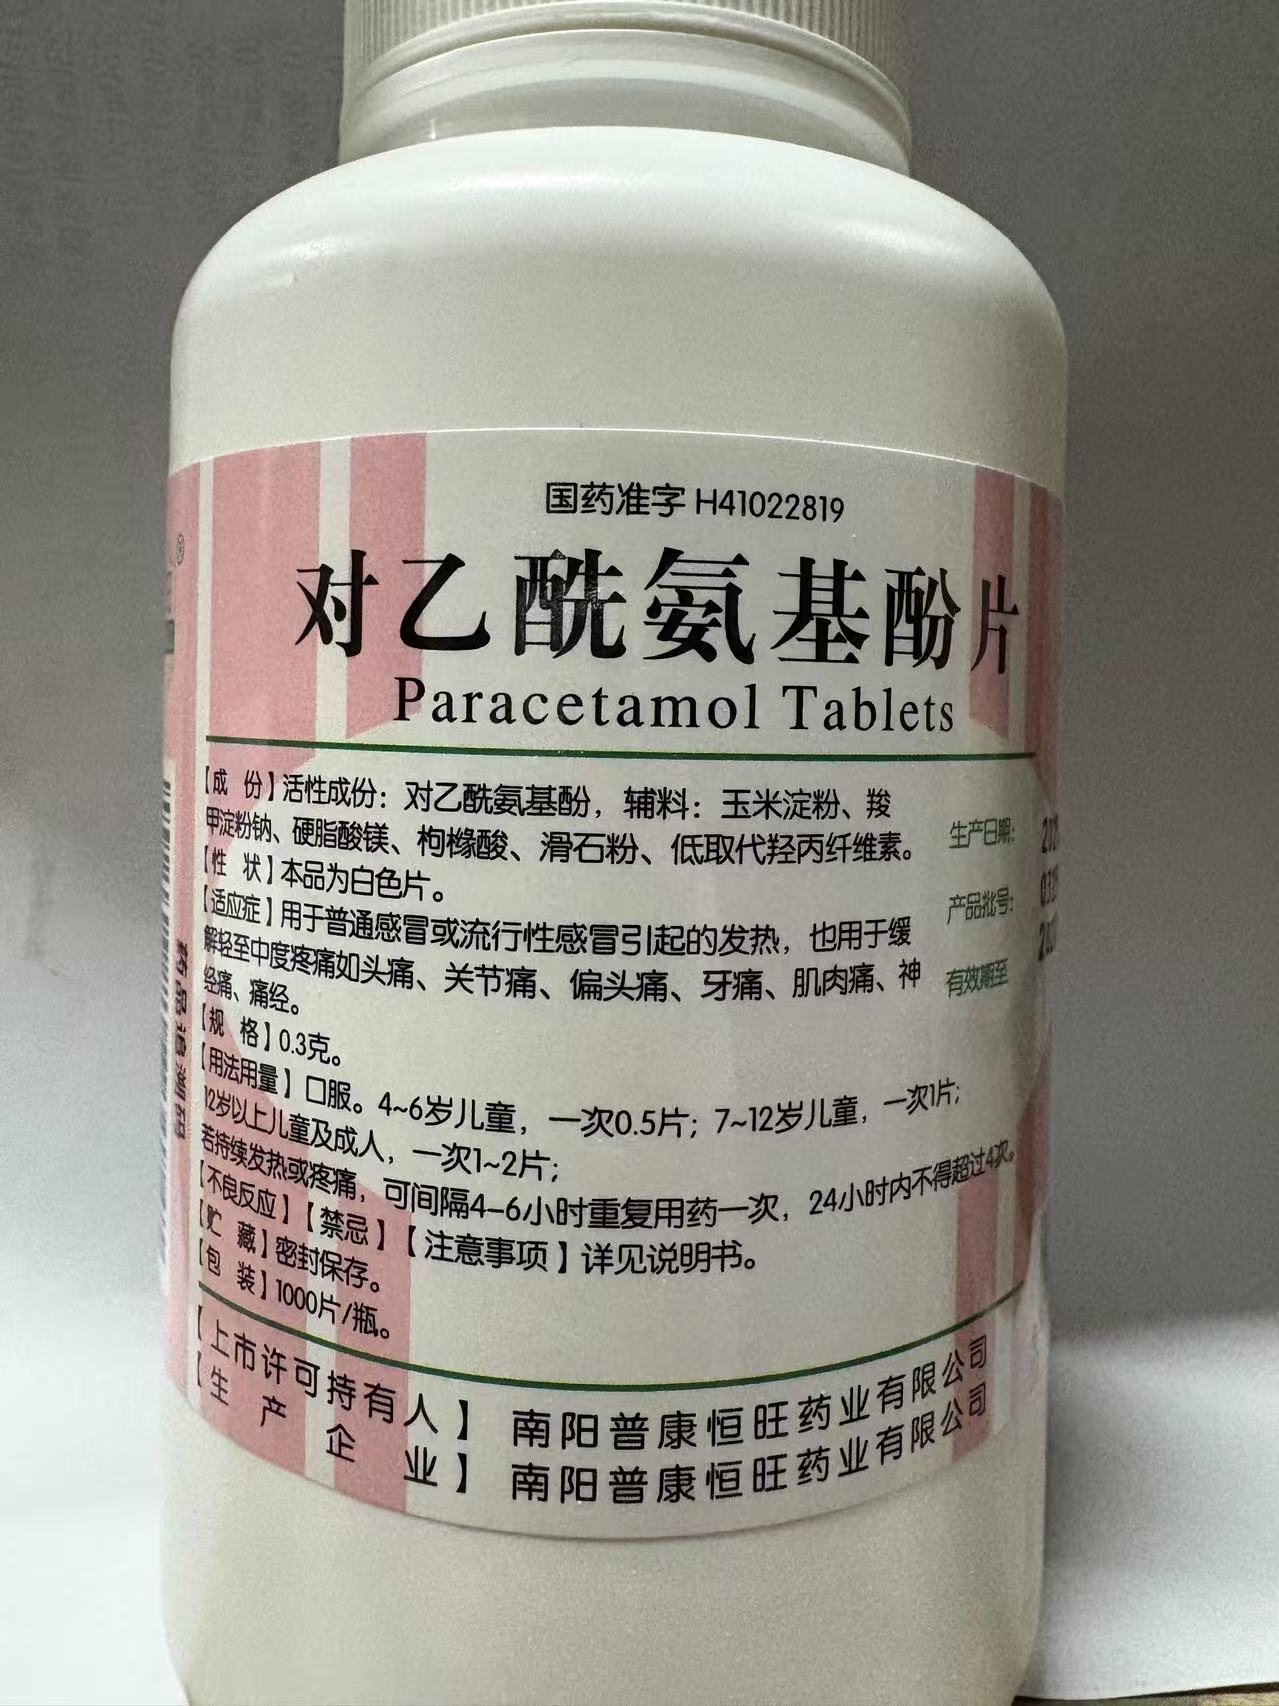 国药准字 H41022819
对乙酰氨基酚片
Paracetamol Tablets
【成 份】活性成份：对乙酰氨基酚，辅料：玉米淀粉、羧
甲淀粉钠、硬脂酸镁、枸橼酸、滑石粉、低取代羟丙纤维素。
【性 状】本品为白色片。
【适应症】用于普通感冒或流行性感冒引起的发热，也用于缓
解轻至中度疼痛如头痛、关节痛、偏头痛、牙痛、肌肉痛、神
经痛、痛经。
【规 格】0.3克。
【用法用量】口服。4~6岁儿童，一次0.5片；7~12岁儿童，一次1片；
12岁以上儿童及成人，一次1~2片；
若持续发热或疼痛，可间隔4-6小时重复用药一次，24小时内不得超过4次。
【不良反应】【禁忌】【注意事项】详见说明书。
【贮 藏】密封保存。
【包 装】1000片/瓶。
【上市许可持有人】 南阳普康恒旺药业有限公司
【生产企业】 南阳普康恒旺药业有限公司
生产日期：
产品批号：
有效期至
药品追溯码